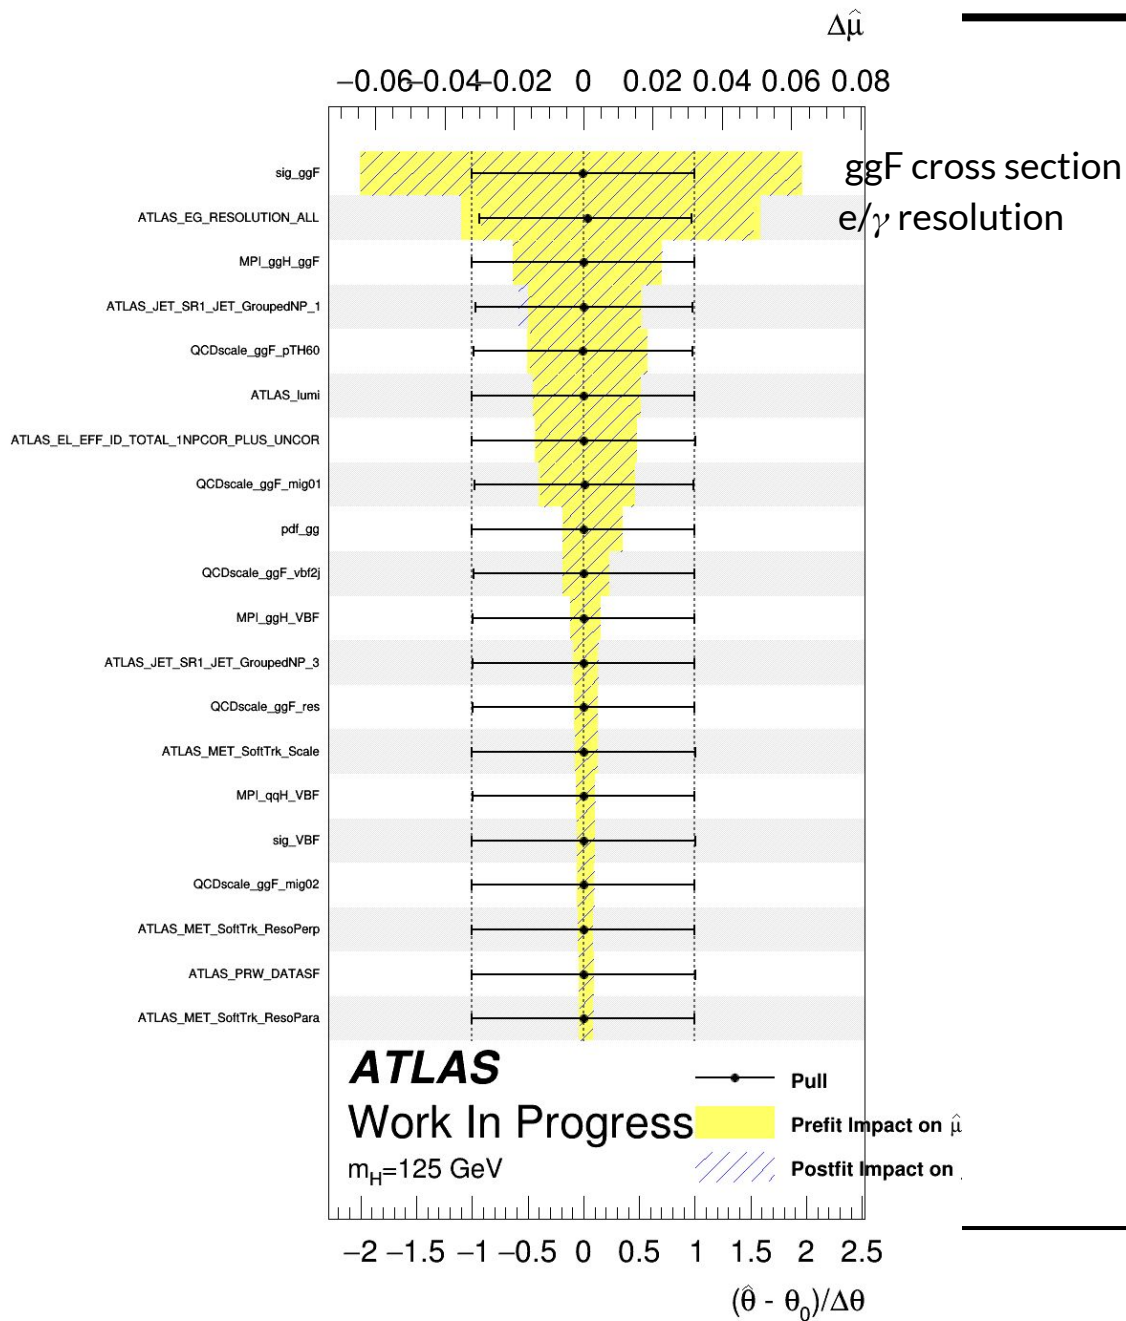 Δμ̂
−0.06 −0.04 −0.02 0 0.02 0.04 0.06 0.08
sig_ggF
ggF cross section
ATLAS_EG_RESOLUTION_ALL
e/γ resolution
MPI_ggH_ggF
ATLAS_JET_SR1_JET_GroupedNP_1
QCDscale_ggF_pTH60
ATLAS_lumi
ATLAS_EL_EFF_ID_TOTAL_1NPCOR_PLUS_UNCOR
QCDscale_ggF_mig01
pdf_gg
QCDscale_ggF_vbf2j
MPI_ggH_VBF
ATLAS_JET_SR1_JET_GroupedNP_3
QCDscale_ggF_res
ATLAS_MET_SoftTrk_Scale
MPI_qqH_VBF
sig_VBF
QCDscale_ggF_mig02
ATLAS_MET_SoftTrk_ResoPerp
ATLAS_PRW_DATASF
ATLAS_MET_SoftTrk_ResoPara
ATLAS
Work In Progress
m_H=125 GeV
Pull
Prefit Impact on μ̂
Postfit Impact on
−2 −1.5 −1 −0.5 0 0.5 1 1.5 2 2.5
(θ̂ - θ₀)/Δθ